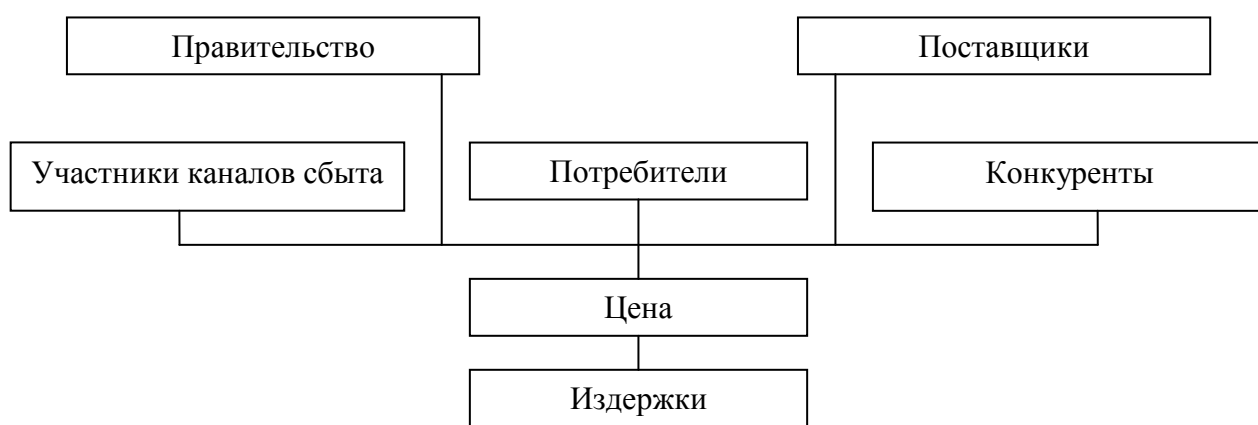 Правительство
Поставщики
Участники каналов сбыта
Потребители
Конкуренты
Цена
Издержки